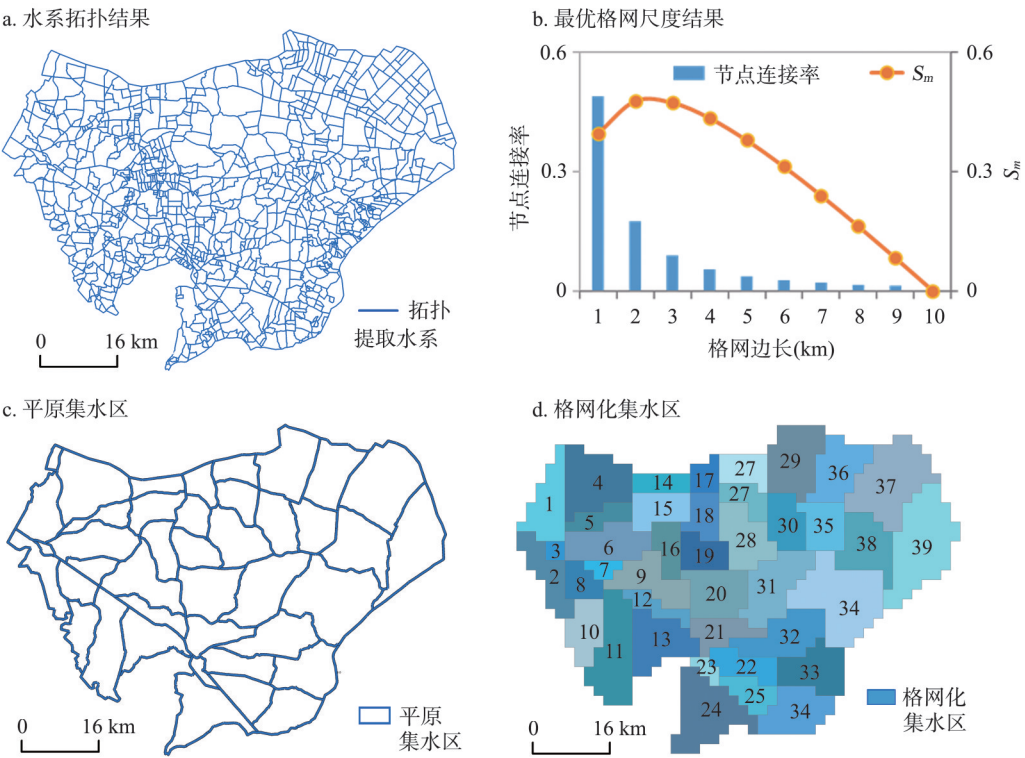 a. 水系拓扑结果
拓扑
提取水系
0 16 km
b. 最优格网尺度结果
节点连接率 Sm
0.6 0.6
0.3 0.3
0 0
节点连接率
Sm
1 2 3 4 5 6 7 8 9 10
格网边长(km)
c. 平原集水区
平原
集水区
0 16 km
d. 格网化集水区
29
27 36
4 14 17 37
1 15 27
5 18 30 35
3 6 16 19 28 38 39
2 7 9 31
8 12 20 34
10 13 21 32
11 23 22 33
24 25 34
格网化
集水区
0 16 km